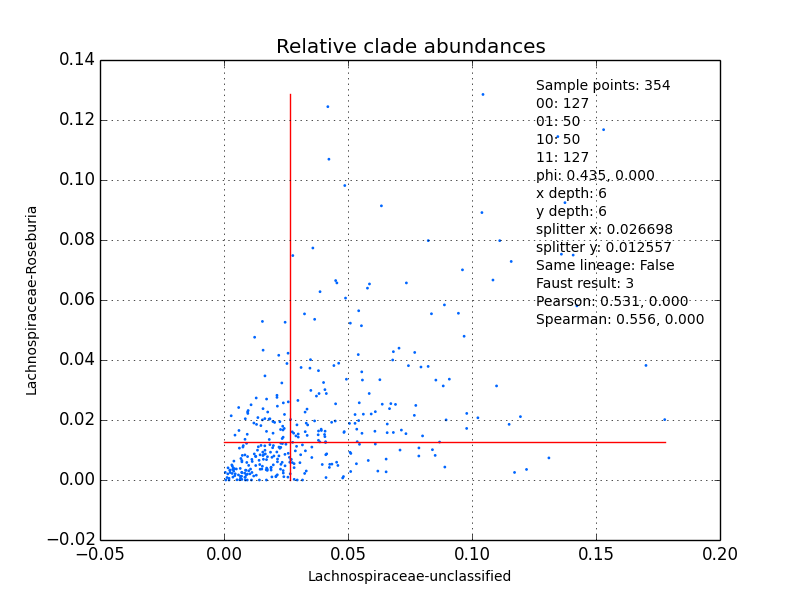 Relative clade abundances
0.14
0.12
0.10
0.08
0.06
0.04
0.02
0.00
−0.02
Lachnospiraceae-Roseburia
Sample points: 354
00: 127
01: 50
10: 50
11: 127
phi: 0.435, 0.000
x depth: 6
y depth: 6
splitter x: 0.026698
splitter y: 0.012557
Same lineage: False
Faust result: 3
Pearson: 0.531, 0.000
Spearman: 0.556, 0.000
−0.05 0.00 0.05 0.10 0.15 0.20
Lachnospiraceae-unclassified